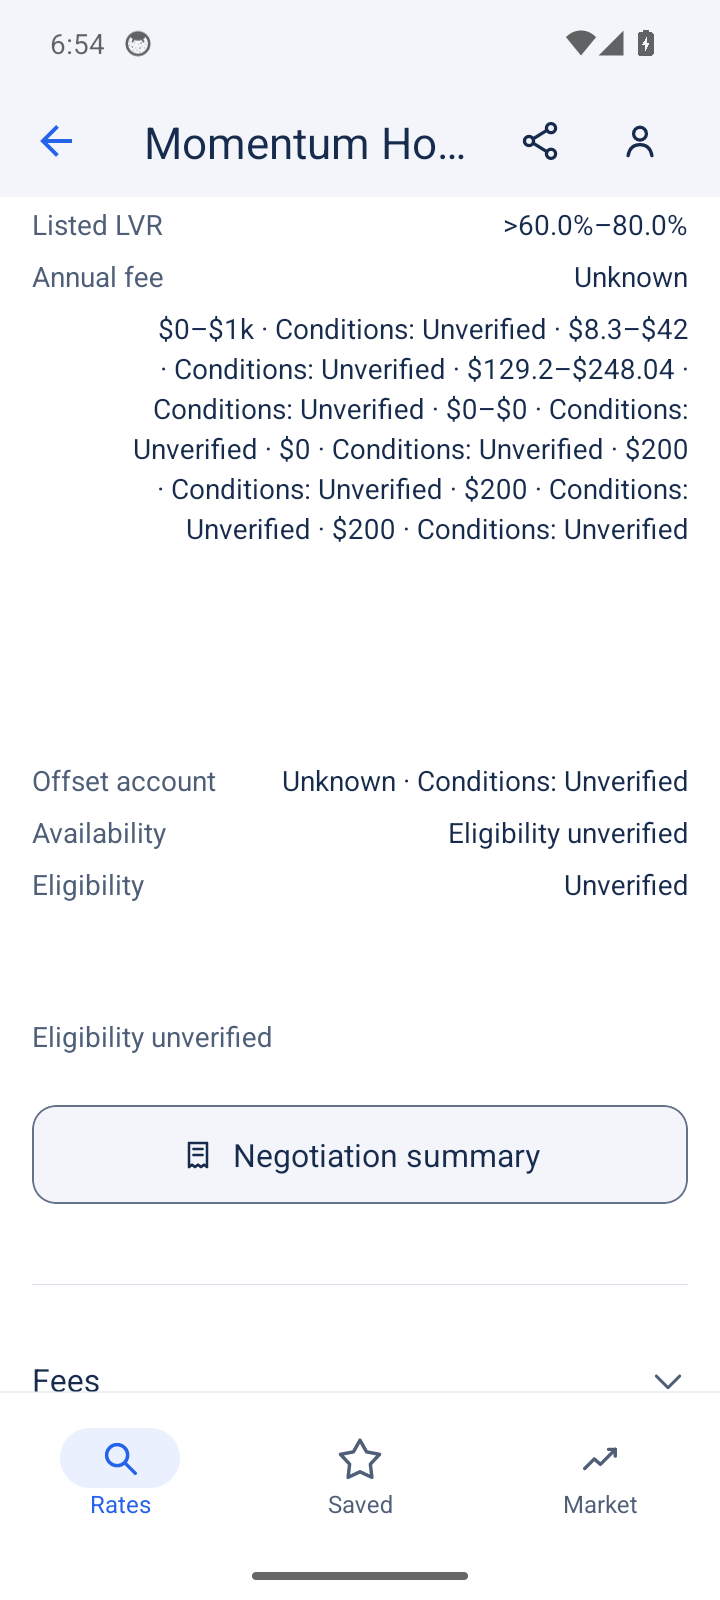 6:54
Momentum Ho...
Listed LVR >60.0%–80.0%
Annual fee Unknown
$0–$1k · Conditions: Unverified · $8.3–$42
· Conditions: Unverified · $129.2–$248.04 ·
Conditions: Unverified · $0–$0 · Conditions:
Unverified · $0 · Conditions: Unverified · $200
· Conditions: Unverified · $200 · Conditions:
Unverified · $200 · Conditions: Unverified
Offset account Unknown · Conditions: Unverified
Availability Eligibility unverified
Eligibility Unverified
Eligibility unverified
Negotiation summary
Fees
Rates Saved Market